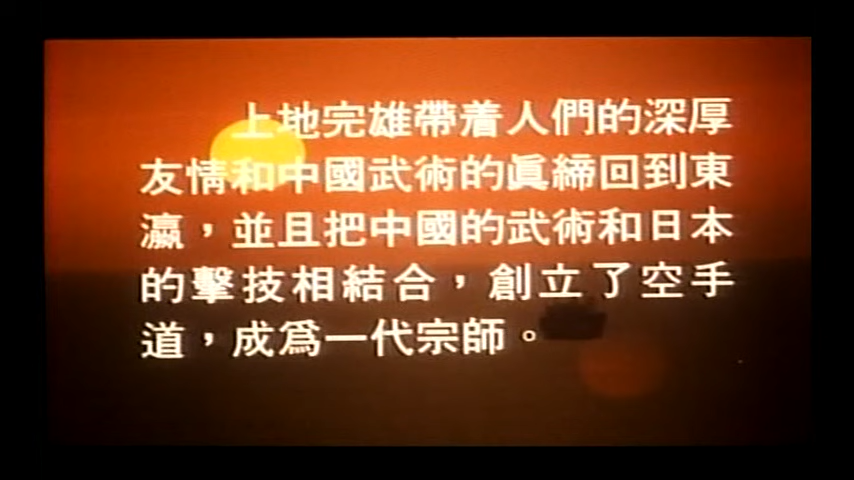 上地完雄帶着人們的深厚
友情和中國武術的眞締回到東
瀛，並且把中國的武術和日本
的擊技相結合，創立了空手
道，成爲一代宗師。